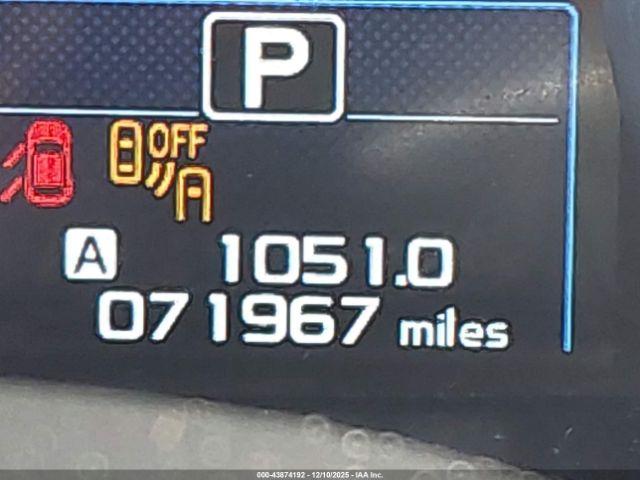 P
OFF
A 1051.0
071967 miles
000-43874192 - 12/10/2025 - IAA Inc.